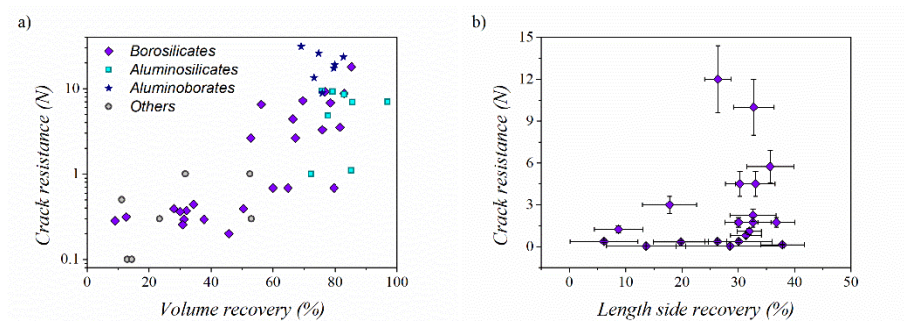 a)
Crack resistance (N)
10
1
0.1
Borosilicates
Aluminosilicates
Aluminoborates
Others
0 20 40 60 80 100
Volume recovery (%)
b)
Crack resistance (N)
15
12
9
6
3
0
0 10 20 30 40 50
Length side recovery (%)